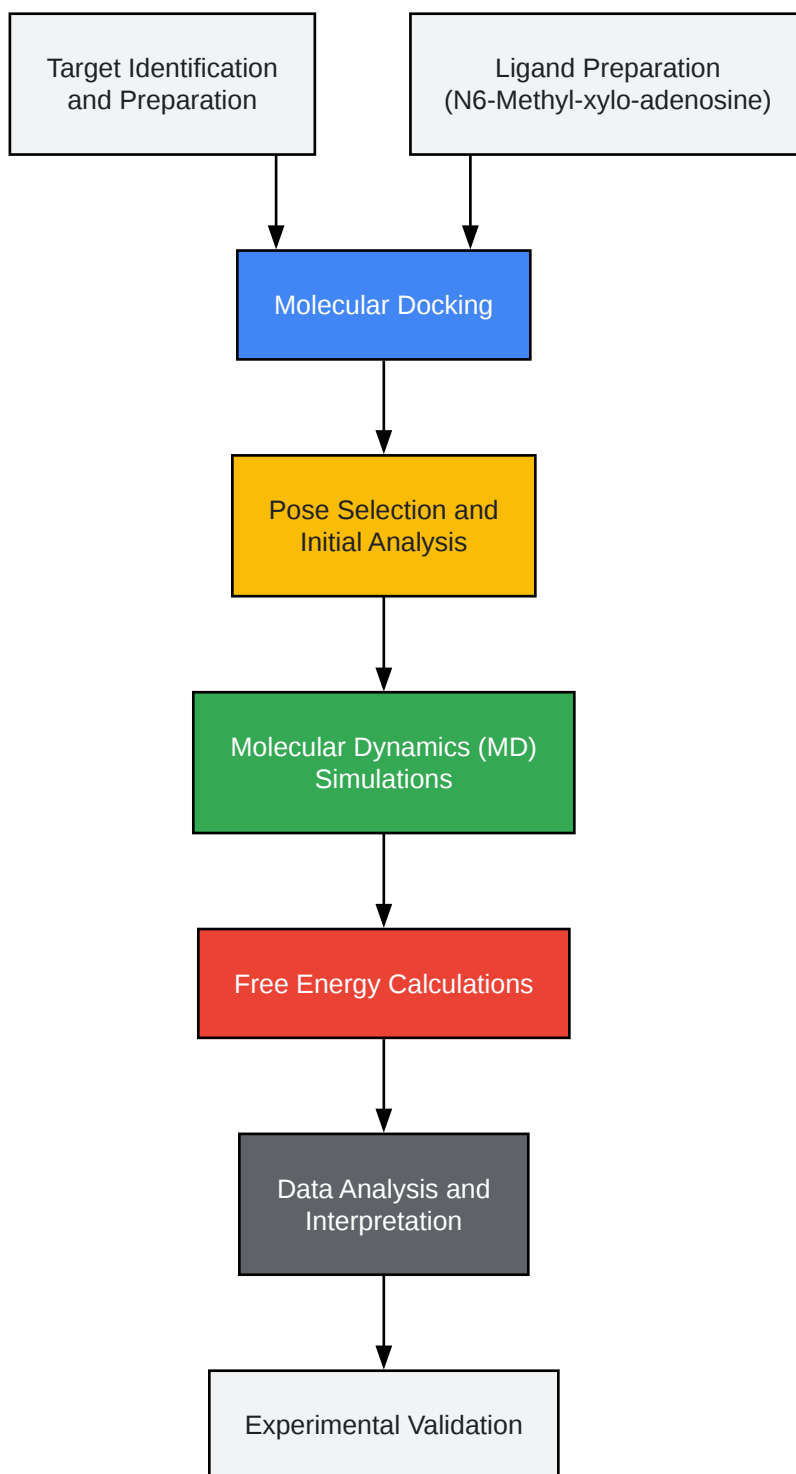 Target Identification
and Preparation
Ligand Preparation
(N6-Methyl-xylo-adenosine)
Molecular Docking
Pose Selection and
Initial Analysis
Molecular Dynamics (MD)
Simulations
Free Energy Calculations
Data Analysis and
Interpretation
Experimental Validation